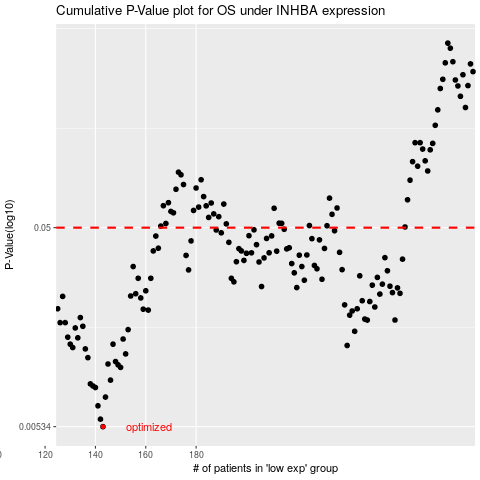 Cumulative P-Value plot for OS under INHBA expression
P-Value(log10)
0.05
0.00534
optimized
0 120 140 160 180
# of patients in 'low exp' group